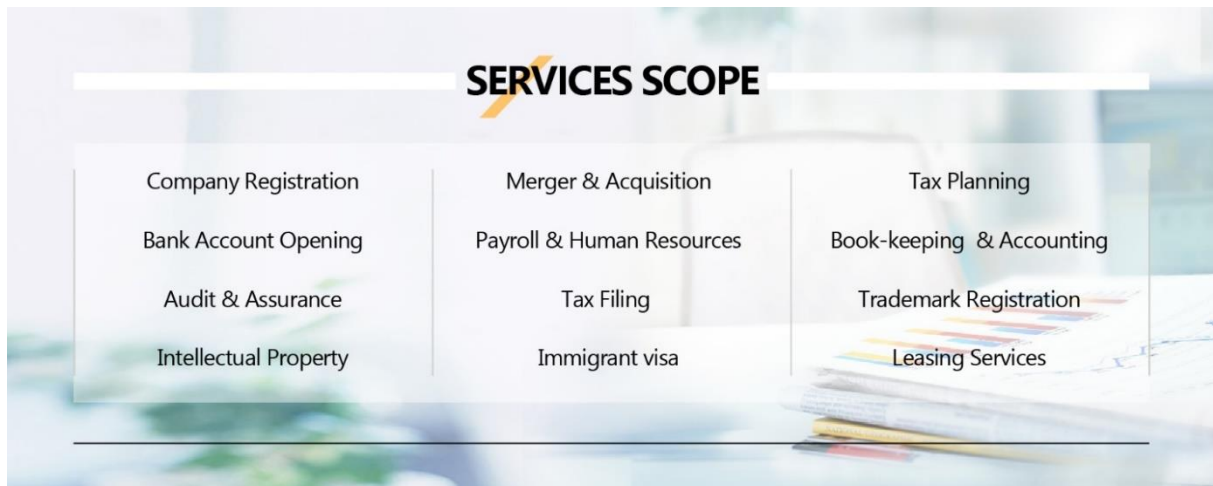 SERVICES SCOPE
Company Registration
Merger & Acquisition
Tax Planning
Bank Account Opening
Payroll & Human Resources
Book-keeping & Accounting
Audit & Assurance
Tax Filing
Trademark Registration
Intellectual Property
Immigrant visa
Leasing Services